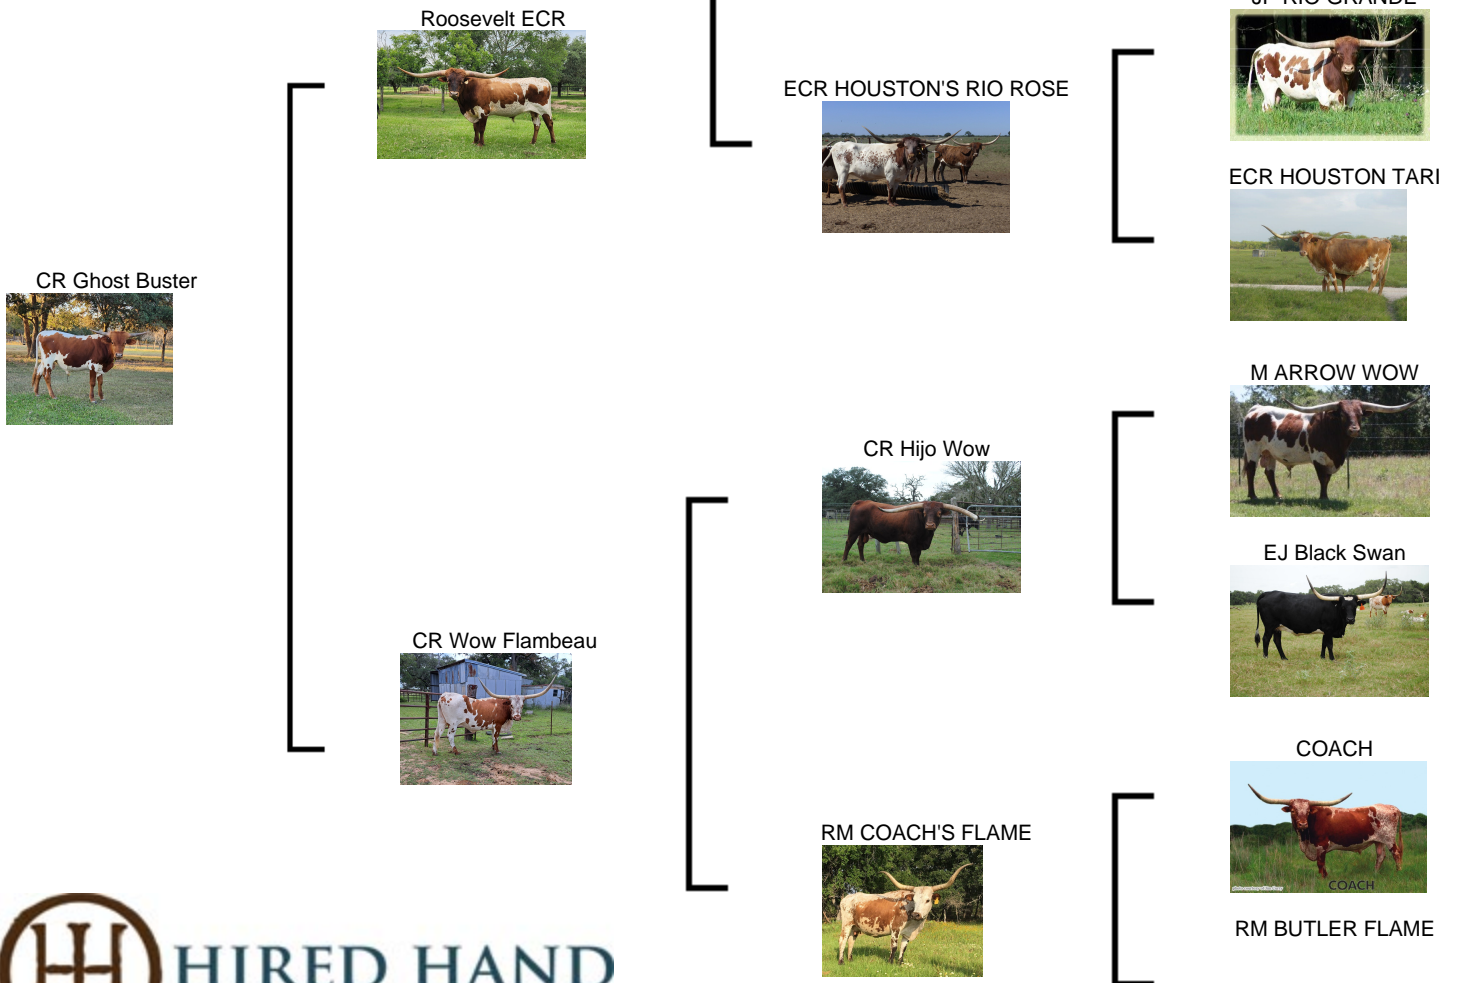 Roosevelt ECR
ECR HOUSTON'S RIO ROSE
ECR HOUSTON TARI
CR Ghost Buster
M ARROW WOW
CR Hijo Wow
EJ Black Swan
CR Wow Flambeau
COACH
COACH
RM COACH'S FLAME
RM BUTLER FLAME
HIRED HAND